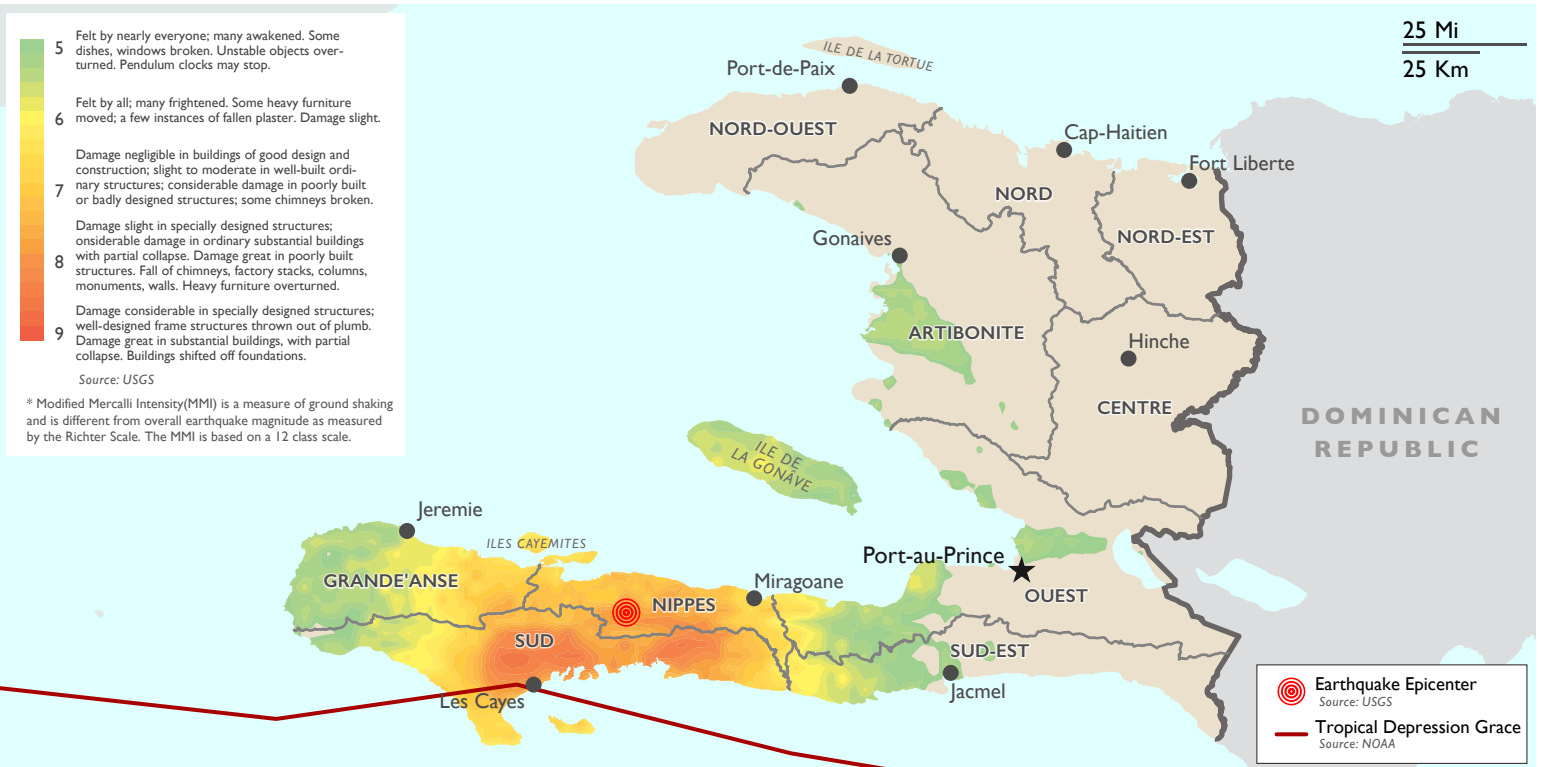 5
Felt by nearly everyone; many awakened. Some
dishes, windows broken. Unstable objects over-
turned. Pendulum clocks may stop.
6
Felt by all; many frightened. Some heavy furniture
moved; a few instances of fallen plaster. Damage slight.
7
Damage negligible in buildings of good design and
construction; slight to moderate in well-built ordi-
nary structures; considerable damage in poorly built
or badly designed structures; some chimneys broken.
8
Damage slight in specially designed structures;
onsiderable damage in ordinary substantial buildings
with partial collapse. Damage great in poorly built
structures. Fall of chimneys, factory stacks, columns,
monuments, walls. Heavy furniture overturned.
9
Damage considerable in specially designed structures;
well-designed frame structures thrown out of plumb.
Damage great in substantial buildings, with partial
collapse. Buildings shifted off foundations.
Source: USGS
* Modified Mercalli Intensity(MMI) is a measure of ground shaking
and is different from overall earthquake magnitude as measured
by the Richter Scale. The MMI is based on a 12 class scale.
25 Mi
25 Km
ILE DE LA TORTUE
Port-de-Paix
NORD-OUEST
Cap-Haitien
Fort Liberte
NORD
NORD-EST
Gonaives
ARTIBONITE
Hinche
CENTRE
DOMINICAN
REPUBLIC
ILE DE
LA GONÂVE
Jeremie
ILES CAYEMITES
GRANDE'ANSE
Port-au-Prince
Miragoane
OUEST
NIPPES
SUD
SUD-EST
Jacmel
Les Cayes
Earthquake Epicenter
Source: USGS
Tropical Depression Grace
Source: NOAA